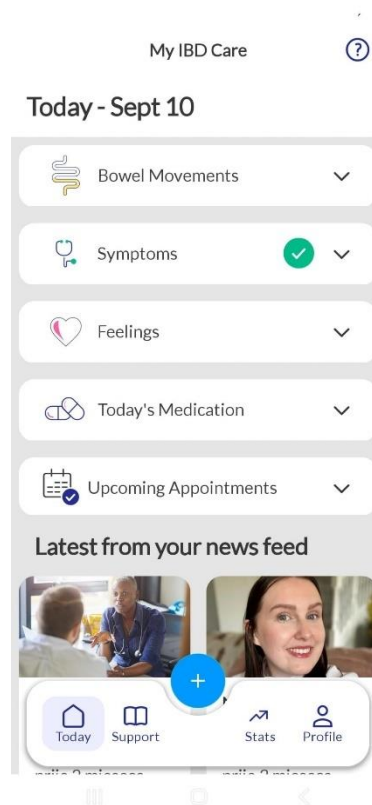 My IBD Care
?
Today - Sept 10
Bowel Movements
Symptoms
Feelings
Today's Medication
Upcoming Appointments
Latest from your news feed
+
Today Support Stats Profile